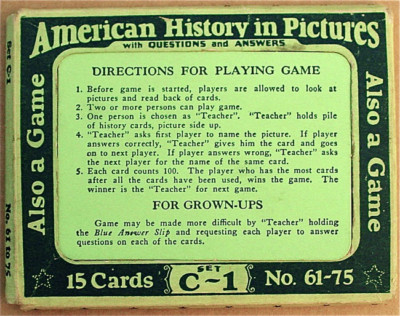 American History in Pictures
with QUESTIONS and ANSWERS
Set C-1
No. 61 to 75
Also a Game
DIRECTIONS FOR PLAYING GAME
1. Before game is started, players are allowed to look at
pictures and read back of cards.
2. Two or more persons can play game.
3. One person is chosen as "Teacher". "Teacher" holds pile
of history cards, picture side up.
4. "Teacher" asks first player to name the picture. If player
answers correctly, "Teacher" gives him the card and goes
on to next player. If player answers wrong, "Teacher" asks
the next player for the name of the same card.
5. Each card counts 100. The player who has the most cards
after all the cards have been used, wins the game. The
winner is the "Teacher" for next game.
FOR GROWN-UPS
Game may be made more difficult by "Teacher" holding
the Blue Answer Slip and requesting each player to answer
questions on each of the cards.
Also a Game
15 Cards
SET
C-1
No. 61-75